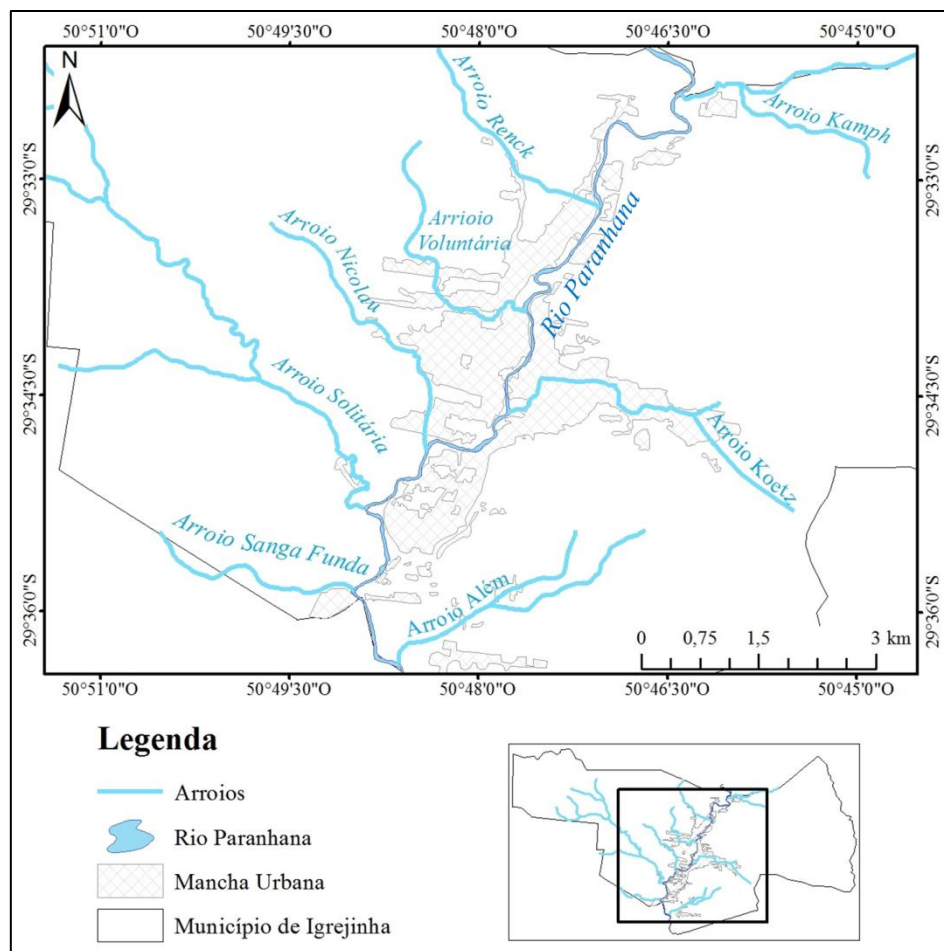 50°51'0"O 50°49'30"O 50°48'0"O 50°46'30"O 50°45'0"O
N
Arroio Renck
Arroio Kamph
29°33'0"S
29°33'0"S
Arrioio
Voluntária
Arroio Nicolau
Rio Paranhana
29°34'30"S
29°34'30"S
Arroio Solitária
Arroio Koetz
Arroio Sanga Funda
Arroio Além
29°36'0"S
29°36'0"S
0 0,75 1,5 3 km
50°51'0"O 50°49'30"O 50°48'0"O 50°46'30"O 50°45'0"O
Legenda
Arroios
Rio Paranhana
Mancha Urbana
Município de Igrejinha